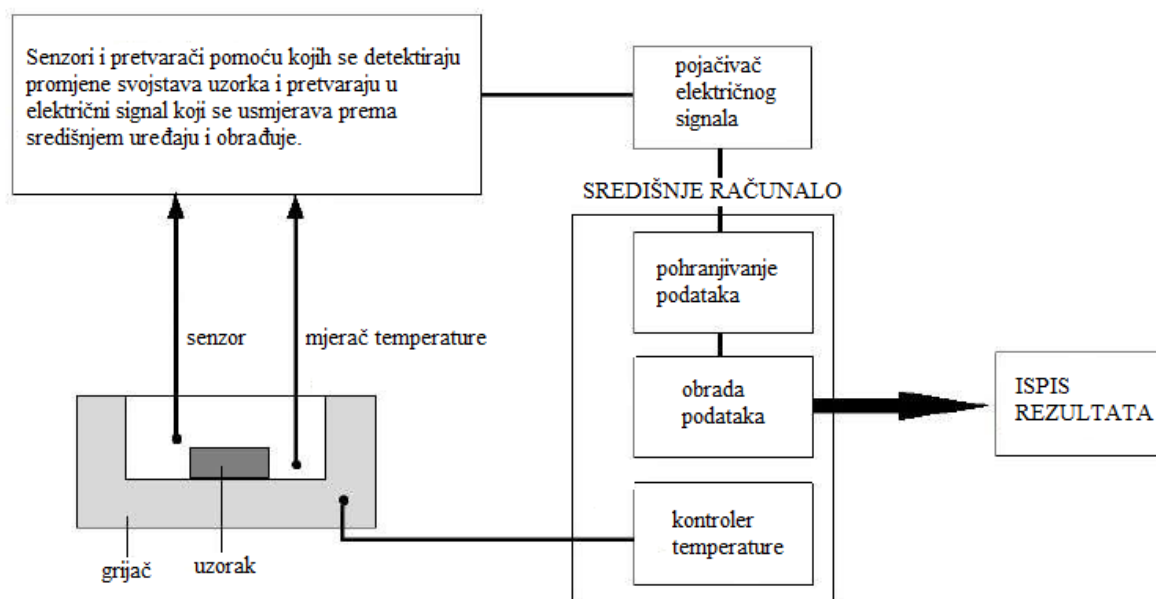 Senzori i pretvarači pomoću kojih se detektiraju
promjene svojstava uzorka i pretvaraju u
električni signal koji se usmjerava prema
središnjem uređaju i obrađuje.
pojačivač
električnog
signala
SREDIŠNJE RAČUNALO
pohranjivanje
podataka
senzor
mjerač temperature
obrada
podataka
ISPIS
REZULTATA
kontroler
temperature
grijač
uzorak